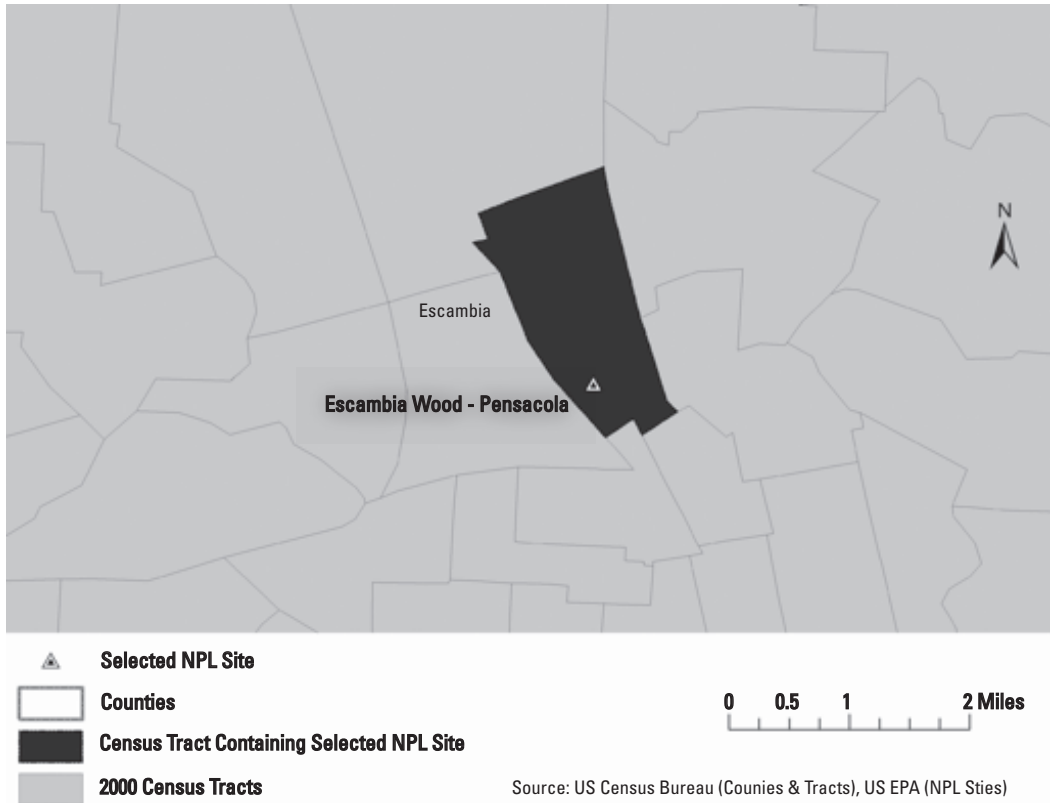 N
Escambia
Escambia Wood - Pensacola
Selected NPL Site
Counties
Census Tract Containing Selected NPL Site
2000 Census Tracts
0 0.5 1 2 Miles
Source: US Census Bureau (Counies & Tracts), US EPA (NPL Sties)